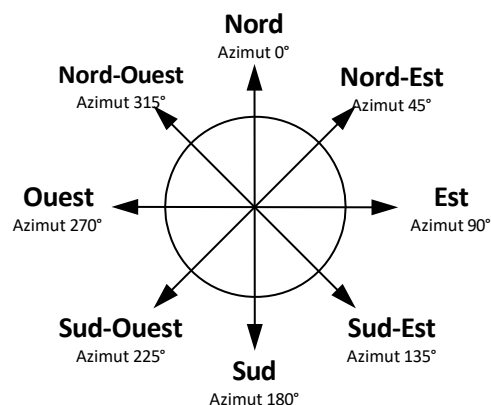 Nord
Azimut 0°
Nord-Ouest
Azimut 315°
Nord-Est
Azimut 45°
Ouest
Azimut 270°
Est
Azimut 90°
Sud-Ouest
Azimut 225°
Sud-Est
Azimut 135°
Sud
Azimut 180°